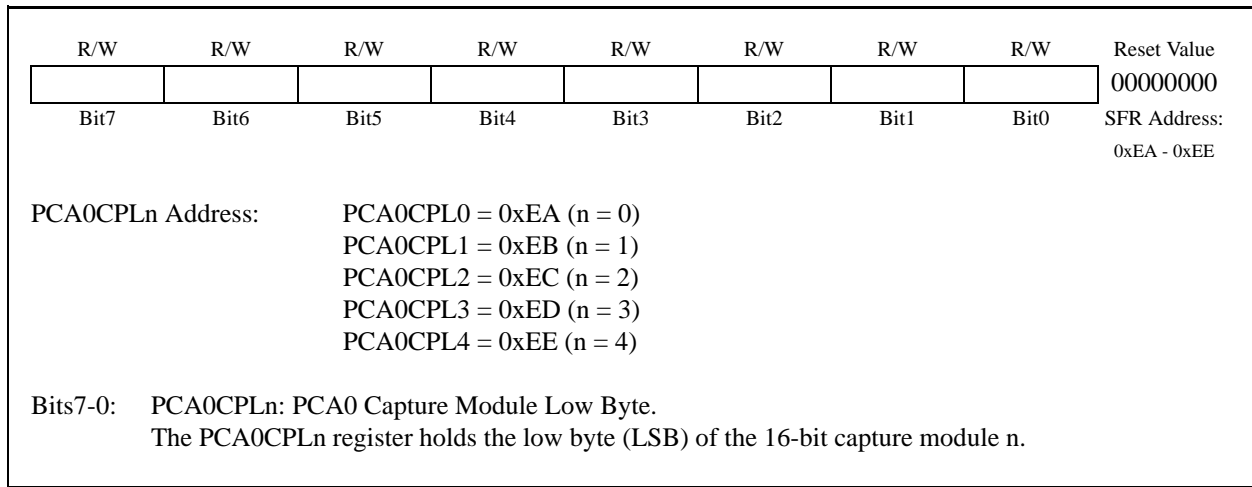 R/W R/W R/W R/W R/W R/W R/W R/W Reset Value
00000000
Bit7 Bit6 Bit5 Bit4 Bit3 Bit2 Bit1 Bit0 SFR Address:
0xEA - 0xEE
PCA0CPLn Address: PCA0CPL0 = 0xEA (n = 0)
PCA0CPL1 = 0xEB (n = 1)
PCA0CPL2 = 0xEC (n = 2)
PCA0CPL3 = 0xED (n = 3)
PCA0CPL4 = 0xEE (n = 4)
Bits7-0: PCA0CPLn: PCA0 Capture Module Low Byte.
The PCA0CPLn register holds the low byte (LSB) of the 16-bit capture module n.